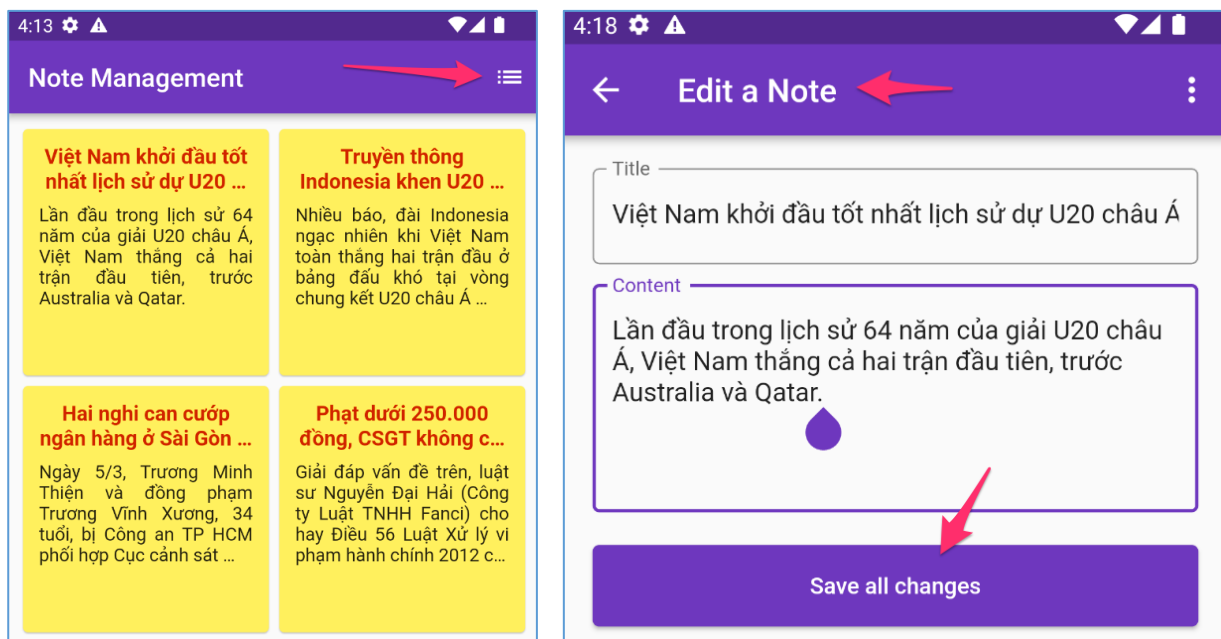 4:13
Note Management
Việt Nam khởi đầu tốt
nhất lịch sử dự U20 ...
Lần đầu trong lịch sử 64
năm của giải U20 châu Á,
Việt Nam thắng cả hai
trận đầu tiên, trước
Australia và Qatar.
Truyền thông
Indonesia khen U20 ...
Nhiều báo, đài Indonesia
ngạc nhiên khi Việt Nam
toàn thắng hai trận đầu ở
bảng đấu khó tại vòng
chung kết U20 châu Á ...
Hai nghi can cướp
ngân hàng ở Sài Gòn ...
Ngày 5/3, Trương Minh
Thiện và đồng phạm
Trương Vĩnh Xương, 34
tuổi, bị Công an TP HCM
phối hợp Cục cảnh sát ...
Phạt dưới 250.000
đồng, CSGT không c...
Giải đáp vấn đề trên, luật
sư Nguyễn Đại Hải (Công
ty Luật TNHH Fanci) cho
hay Điều 56 Luật Xử lý vi
phạm hành chính 2012 c...
4:18
Edit a Note
Title
Việt Nam khởi đầu tốt nhất lịch sử dự U20 châu Á
Content
Lần đầu trong lịch sử 64 năm của giải U20 châu
Á, Việt Nam thắng cả hai trận đầu tiên, trước
Australia và Qatar.
Save all changes